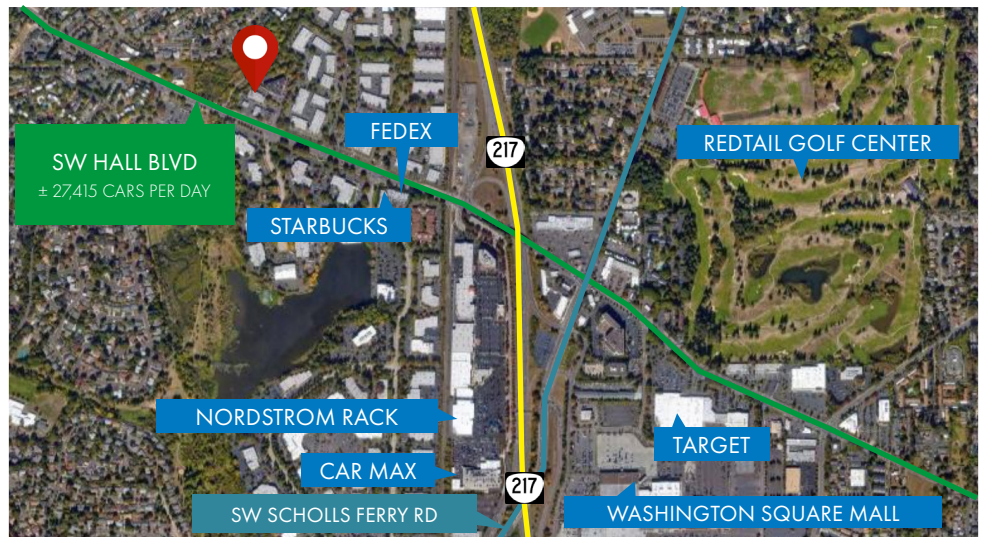 217
FEDEX
REDTAIL GOLF CENTER
SW HALL BLVD
± 27,415 CARS PER DAY
STARBUCKS
NORDSTROM RACK
TARGET
CAR MAX
217
SW SCHOLLS FERRY RD
WASHINGTON SQUARE MALL